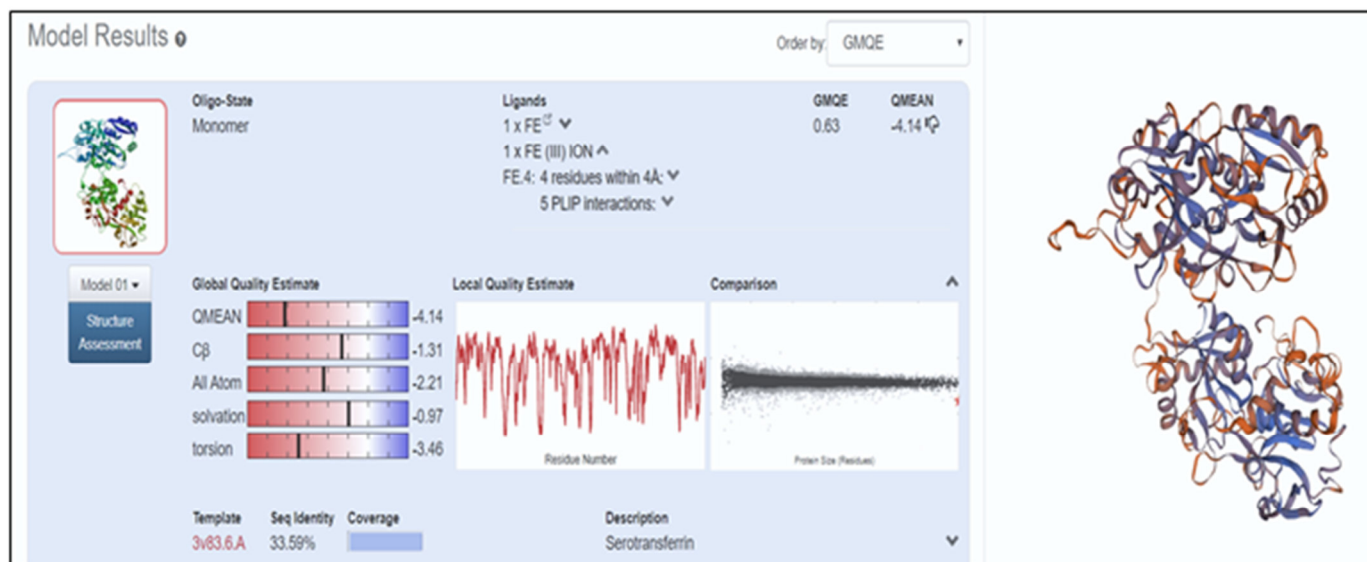 Model Results ?
Order by: GMQE
Oligo-State Ligands GMQE QMEAN
Monomer 1 x FE 0.63 -4.14
1 x FE (III) ION
FE.4: 4 residues within 4Å:
5 PLIP interactions:
Model 01
Structure
Assessment
Global Quality Estimate Local Quality Estimate Comparison
QMEAN -4.14
Cβ -1.31
All Atom -2.21
solvation -0.97
torsion -3.46
Residue Number Protein Size (Residues)
Template Seq Identity Coverage Description
3v83.6.A 33.59% Serotransferrin